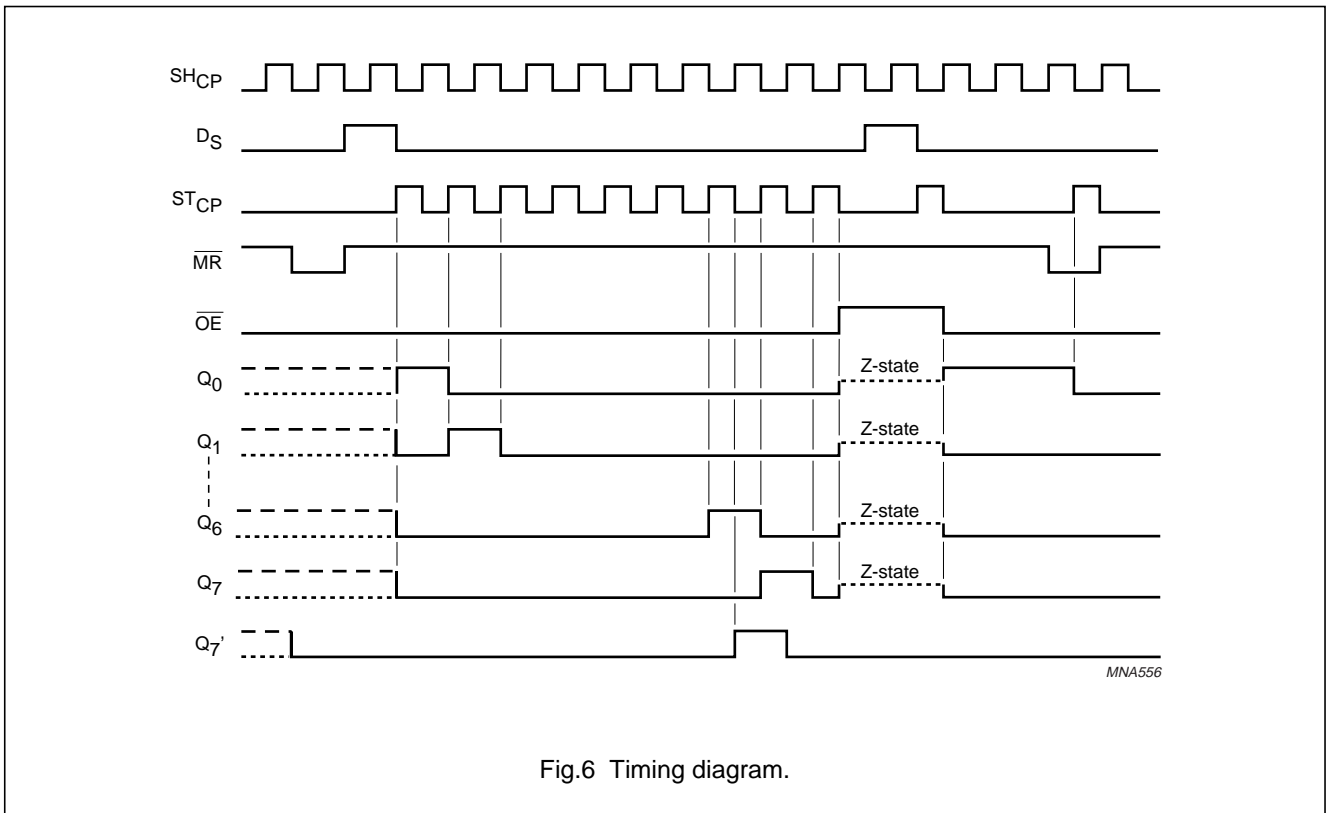 SHCP
DS
STCP
MR
OE
Q0
Z-state
Q1
Z-state
Q6
Z-state
Q7
Z-state
Q7'
MNA556
Fig.6 Timing diagram.